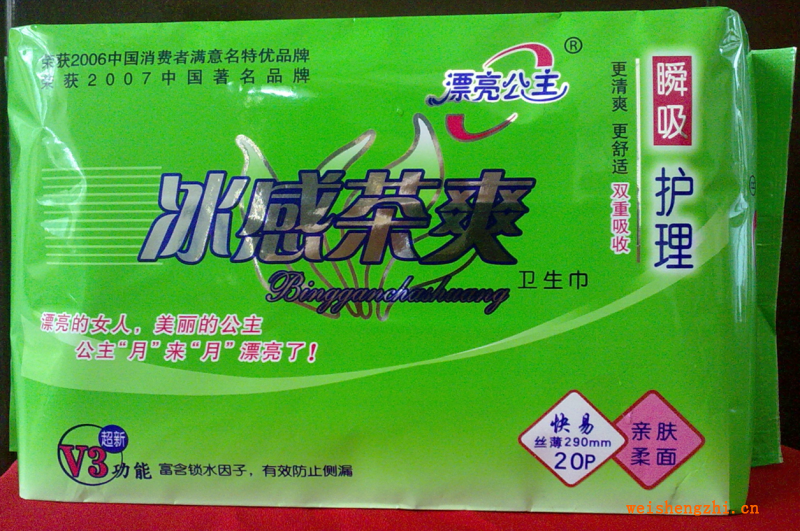 荣获2006中国消费者满意名特优品牌
荣获2007中国著名品牌
漂亮公主®
更清爽 更舒适
双重吸收
瞬吸
护理
冰感茶爽
Bingganchashuang
卫生巾
漂亮的女人，美丽的公主
公主“月”来“月”漂亮了！
超新
V3功能
富含锁水因子，有效防止侧漏
快易
丝薄290mm
20P
亲肤
柔面
weishengzhi.cn